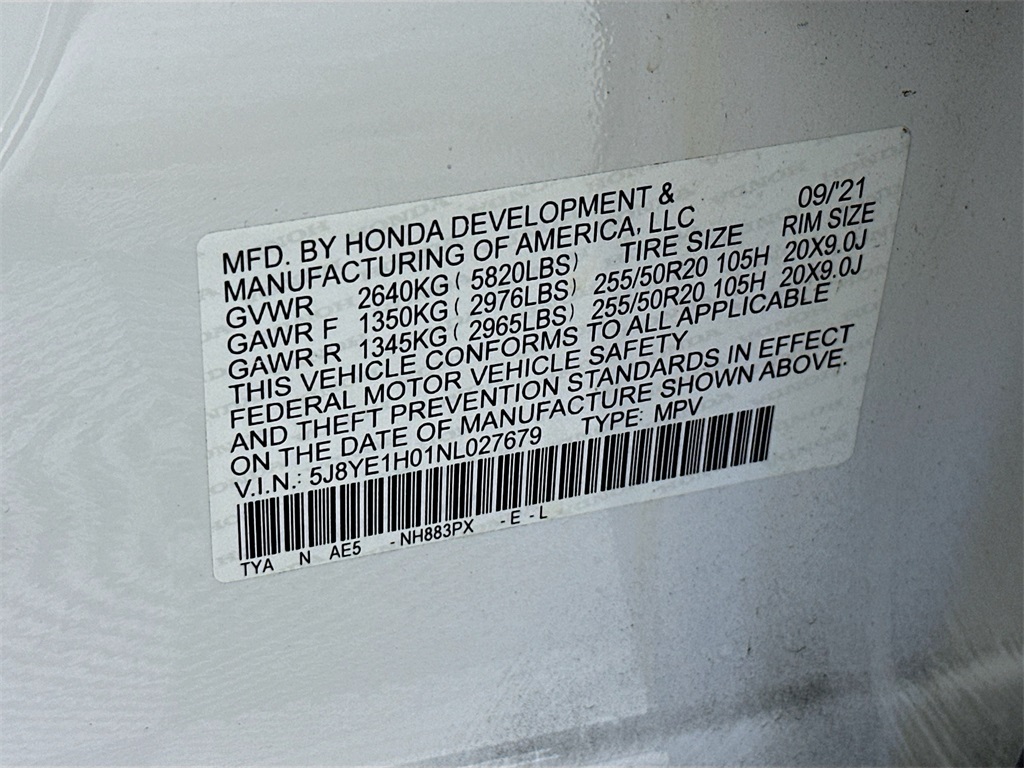 MFD. BY HONDA DEVELOPMENT & 09/'21
MANUFACTURING OF AMERICA, LLC
GVWR 2640KG ( 5820LBS) TIRE SIZE RIM SIZE
GAWR F 1350KG ( 2976LBS) 255/50R20 105H 20X9.0J
GAWR R 1345KG ( 2965LBS) 255/50R20 105H 20X9.0J
THIS VEHICLE CONFORMS TO ALL APPLICABLE
FEDERAL MOTOR VEHICLE SAFETY
AND THEFT PREVENTION STANDARDS IN EFFECT
ON THE DATE OF MANUFACTURE SHOWN ABOVE.
V.I.N.: 5J8YE1H01NL027679 TYPE: MPV
TYA N AE5 - NH883PX - E - L